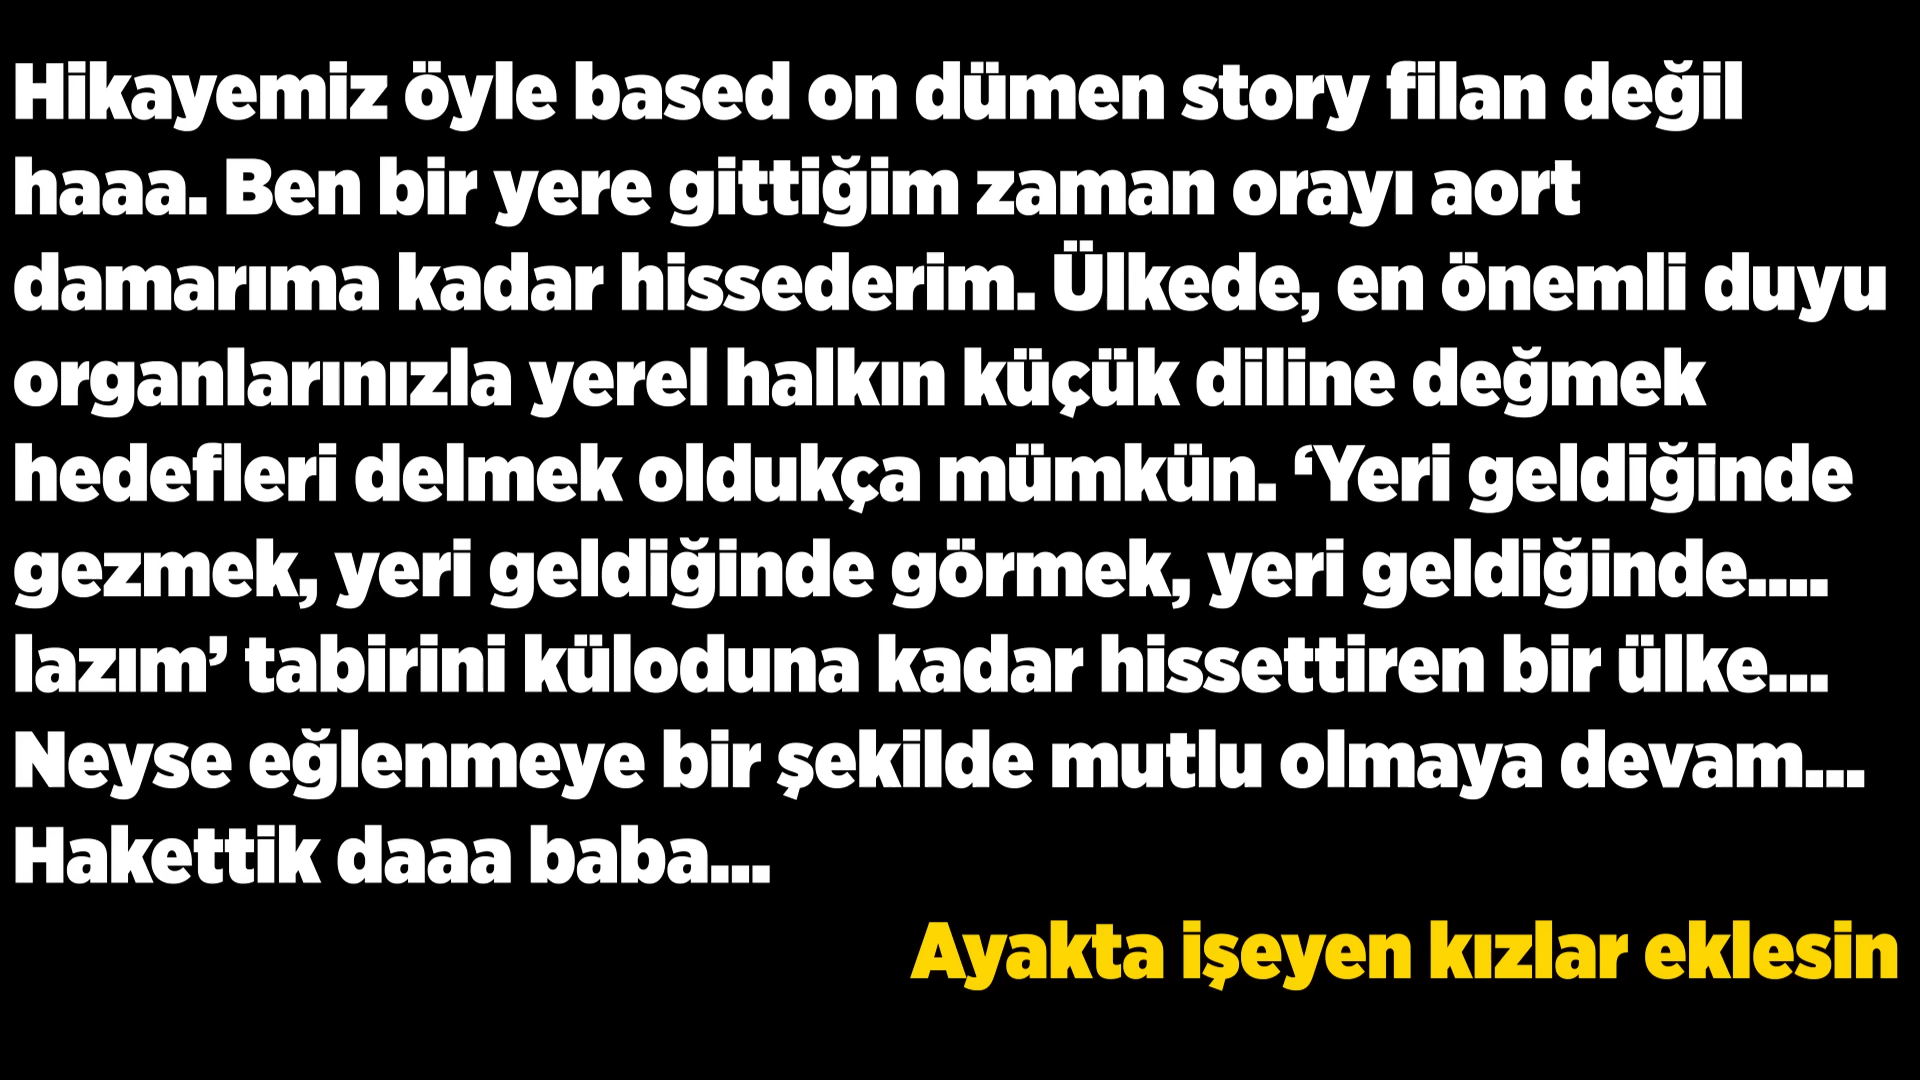 Hikayemiz öyle based on dümen story filan değil
haaa. Ben bir yere gittiğim zaman orayı aort
damarıma kadar hissederim. Ülkede, en önemli duyu
organlarınızla yerel halkın küçük diline değmek
hedefleri delmek oldukça mümkün. ‘Yeri geldiğinde
gezmek, yeri geldiğinde görmek, yeri geldiğinde....
lazım’ tabirini küloduna kadar hissettiren bir ülke...
Neyse eğlenmeye bir şekilde mutlu olmaya devam...
Hakettik daaa baba...
Ayakta işeyen kızlar eklesin